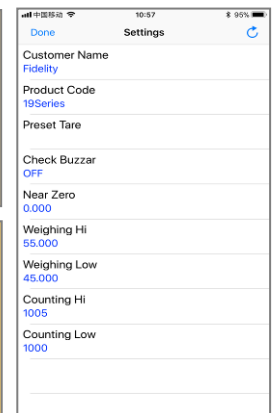 中国移动 10:57 95%
Done Settings
Customer Name
Fidelity
Product Code
19Series
Preset Tare
Check Buzzar
OFF
Near Zero
0.000
Weighing Hi
55.000
Weighing Low
45.000
Counting Hi
1005
Counting Low
1000